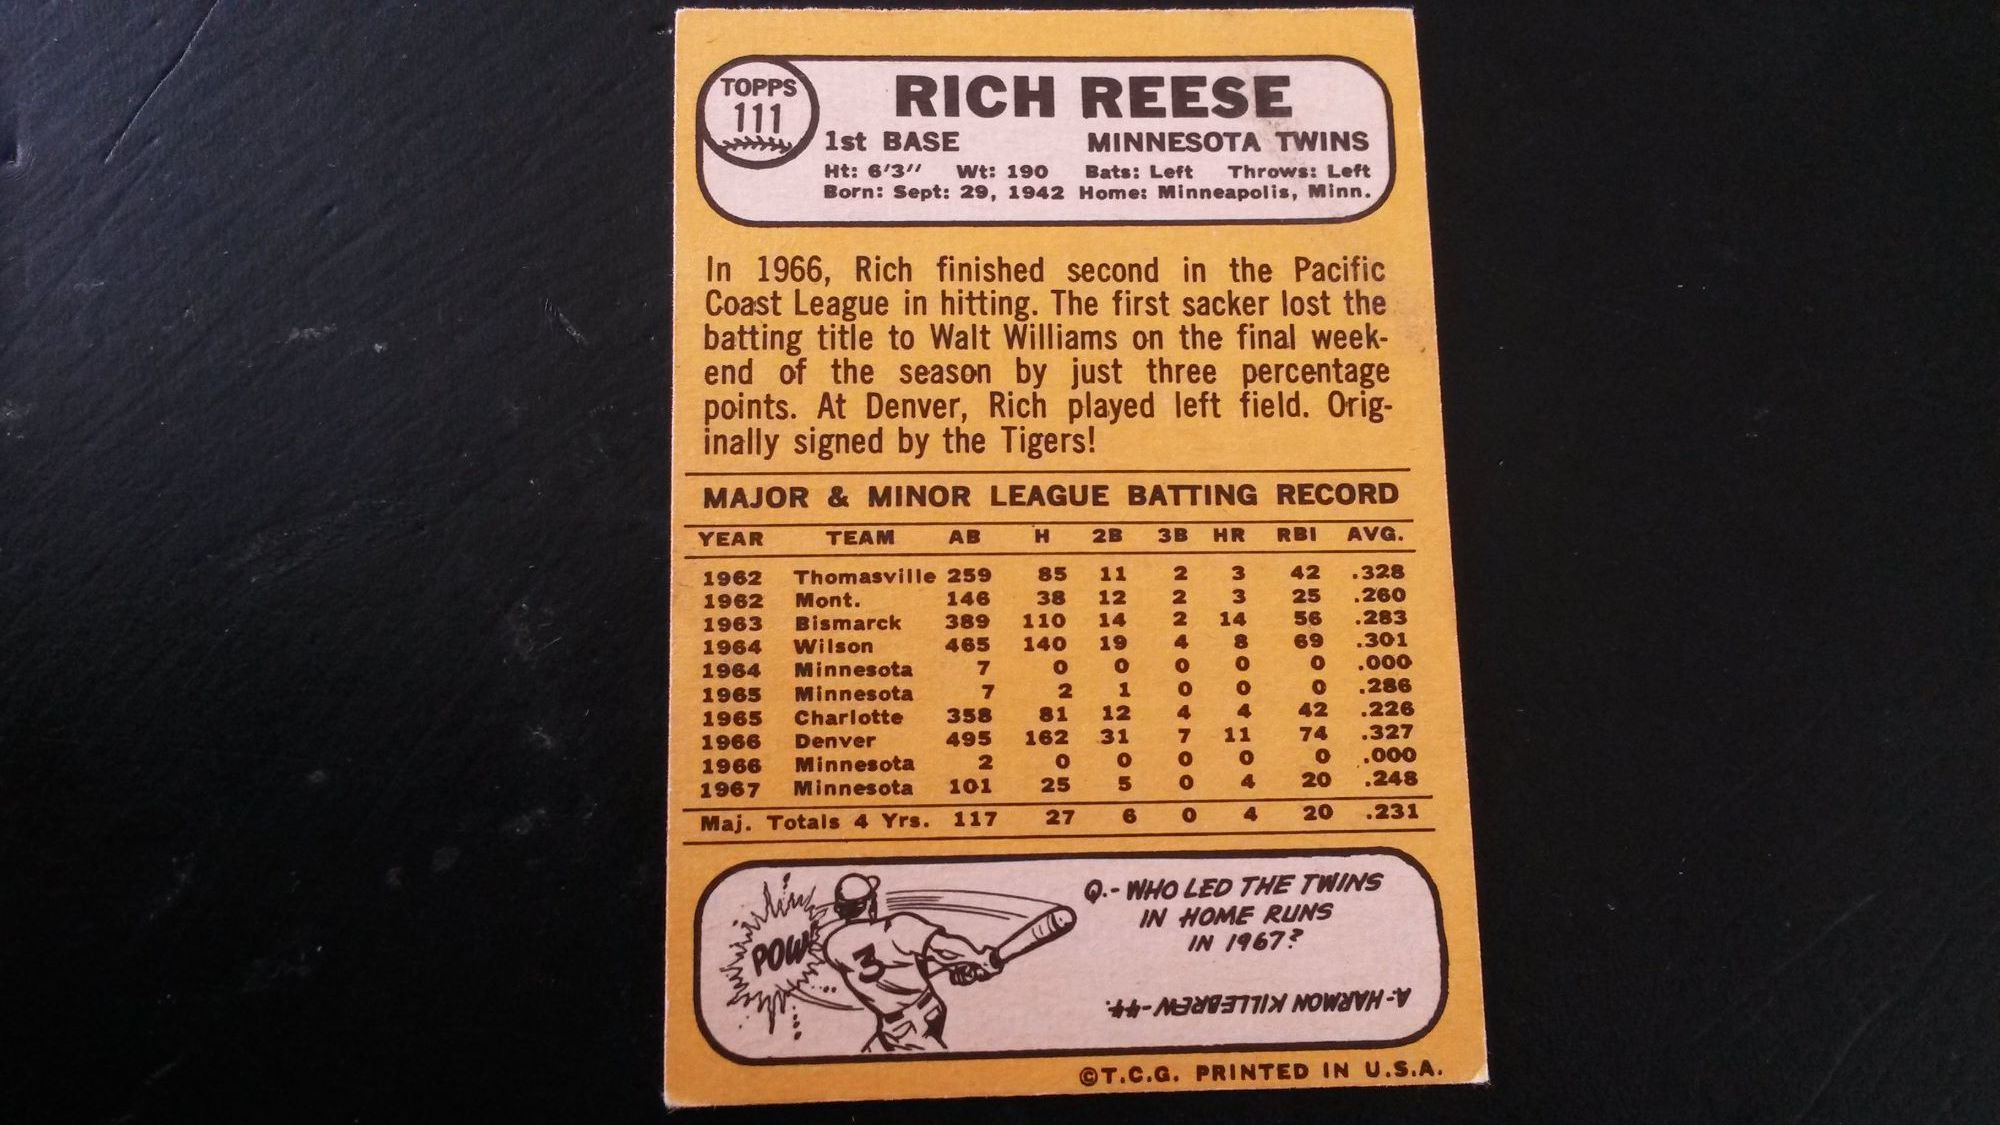 TOPPS
111
RICH REESE
1st BASE MINNESOTA TWINS
Ht: 6'3" Wt: 190 Bats: Left Throws: Left
Born: Sept: 29, 1942 Home: Minneapolis, Minn.
In 1966, Rich finished second in the Pacific
Coast League in hitting. The first sacker lost the
batting title to Walt Williams on the final week-
end of the season by just three percentage
points. At Denver, Rich played left field. Orig-
inally signed by the Tigers!
MAJOR & MINOR LEAGUE BATTING RECORD
YEAR TEAM AB H 2B 3B HR RBI AVG.
1962 Thomasville 259 85 11 2 3 42 .328
1962 Mont. 146 38 12 2 3 25 .260
1963 Bismarck 389 110 14 2 14 56 .283
1964 Wilson 465 140 19 4 8 69 .301
1964 Minnesota 7 0 0 0 0 0 .000
1965 Minnesota 7 2 1 0 0 0 .286
1965 Charlotte 358 81 12 4 4 42 .226
1966 Denver 495 162 31 7 11 74 .327
1966 Minnesota 2 0 0 0 0 0 .000
1967 Minnesota 101 25 5 0 4 20 .248
Maj. Totals 4 Yrs. 117 27 6 0 4 20 .231
POW!
3
Q.- WHO LED THE TWINS
IN HOME RUNS
IN 1967?
A-HARMON KILLEBREW-44.
©T.C.G. PRINTED IN U.S.A.